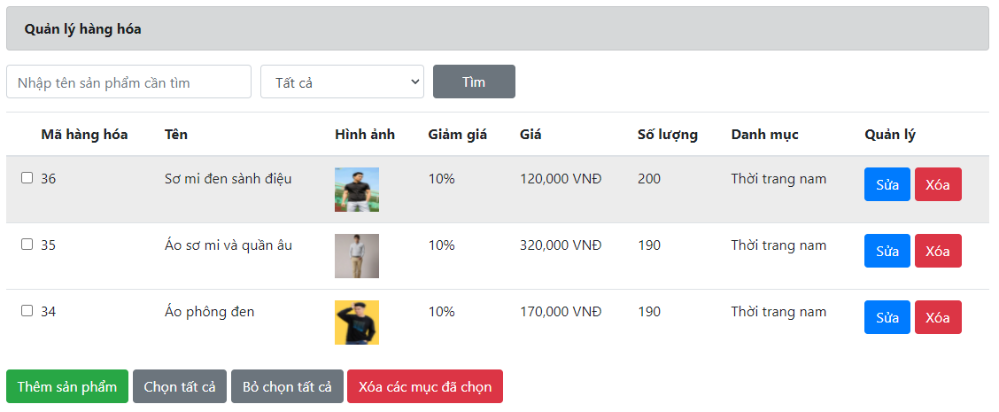 Quản lý hàng hóa
Nhập tên sản phẩm cần tìm Tất cả Tìm
Mã hàng hóa Tên Hình ảnh Giảm giá Giá Số lượng Danh mục Quản lý
36 Sơ mi đen sành điệu 10% 120,000 VNĐ 200 Thời trang nam Sửa Xóa
35 Áo sơ mi và quần âu 10% 320,000 VNĐ 190 Thời trang nam Sửa Xóa
34 Áo phông đen 10% 170,000 VNĐ 190 Thời trang nam Sửa Xóa
Thêm sản phẩm Chọn tất cả Bỏ chọn tất cả Xóa các mục đã chọn